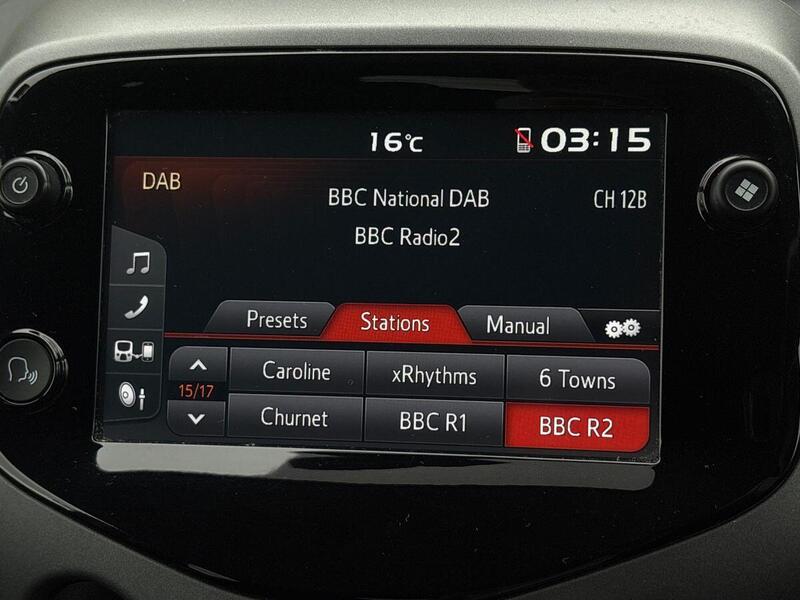 16°C
03:15
DAB
BBC National DAB
CH 12B
BBC Radio2
Presets
Stations
Manual
Caroline
xRhythms
6 Towns
15/17
Churnet
BBC R1
BBC R2